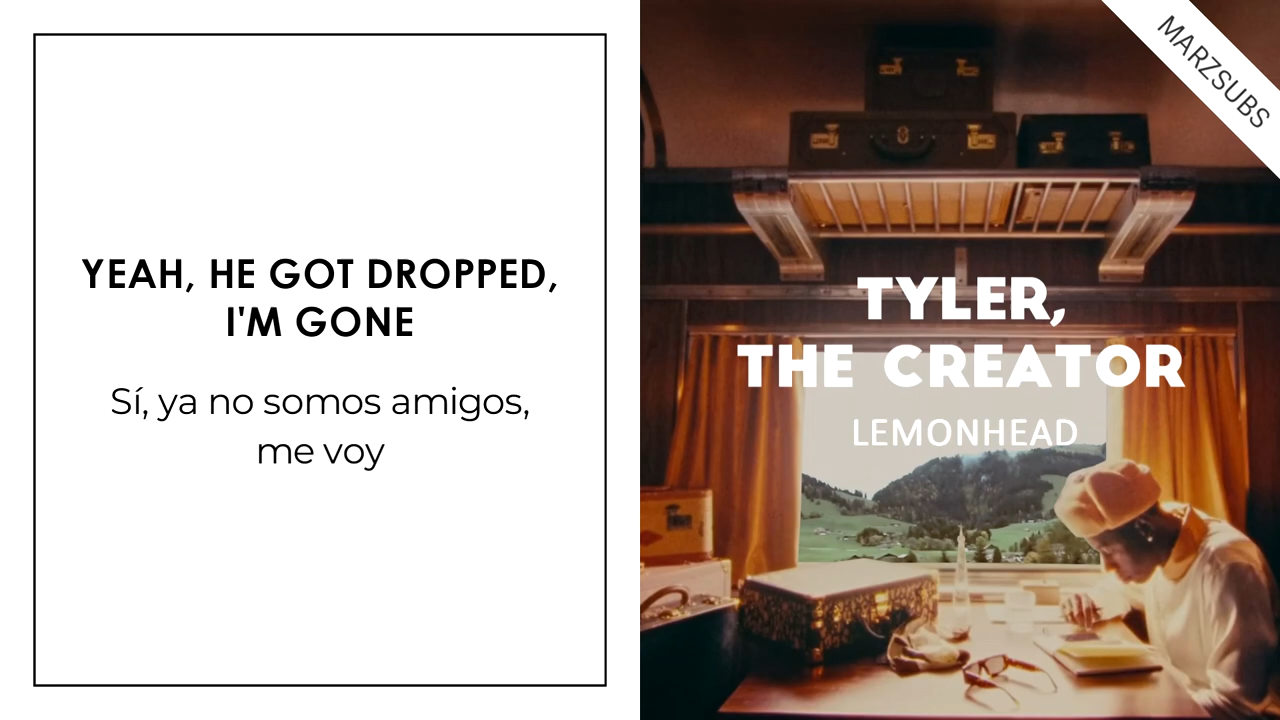 YEAH, HE GOT DROPPED,
I'M GONE
Sí, ya no somos amigos,
me voy
MARZSUBS
TYLER,
THE CREATOR
LEMONHEAD